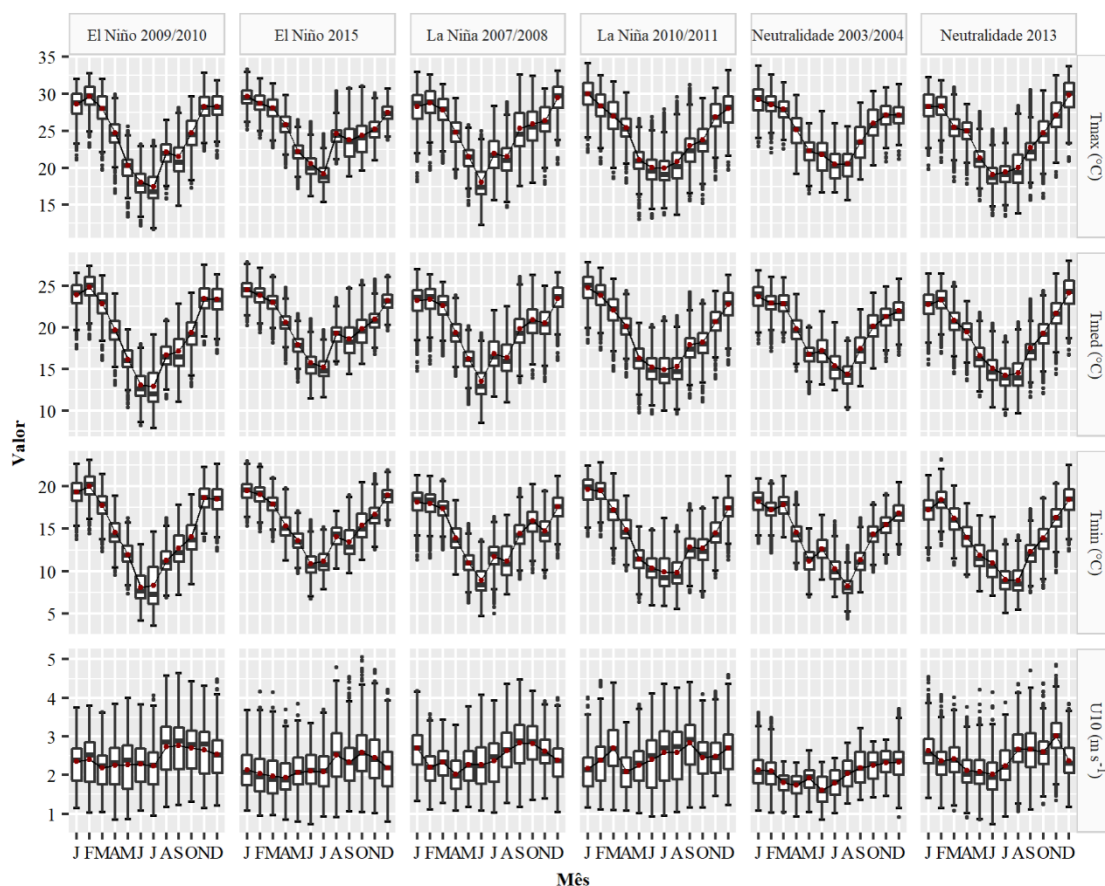 El Niño 2009/2010 El Niño 2015 La Niña 2007/2008 La Niña 2010/2011 Neutralidade 2003/2004 Neutralidade 2013
35
30
25
20
15
Tmax (°C)
25
20
15
10
Tmed (°C)
Valor
20
15
10
5
Tmin (°C)
5
4
3
2
1
U10 (m s⁻¹)
J FMAMJ J ASOND J FMAMJ J ASOND J FMAMJ J ASOND J FMAMJ J ASOND J FMAMJ J ASOND J FMAMJ J ASOND
Mês